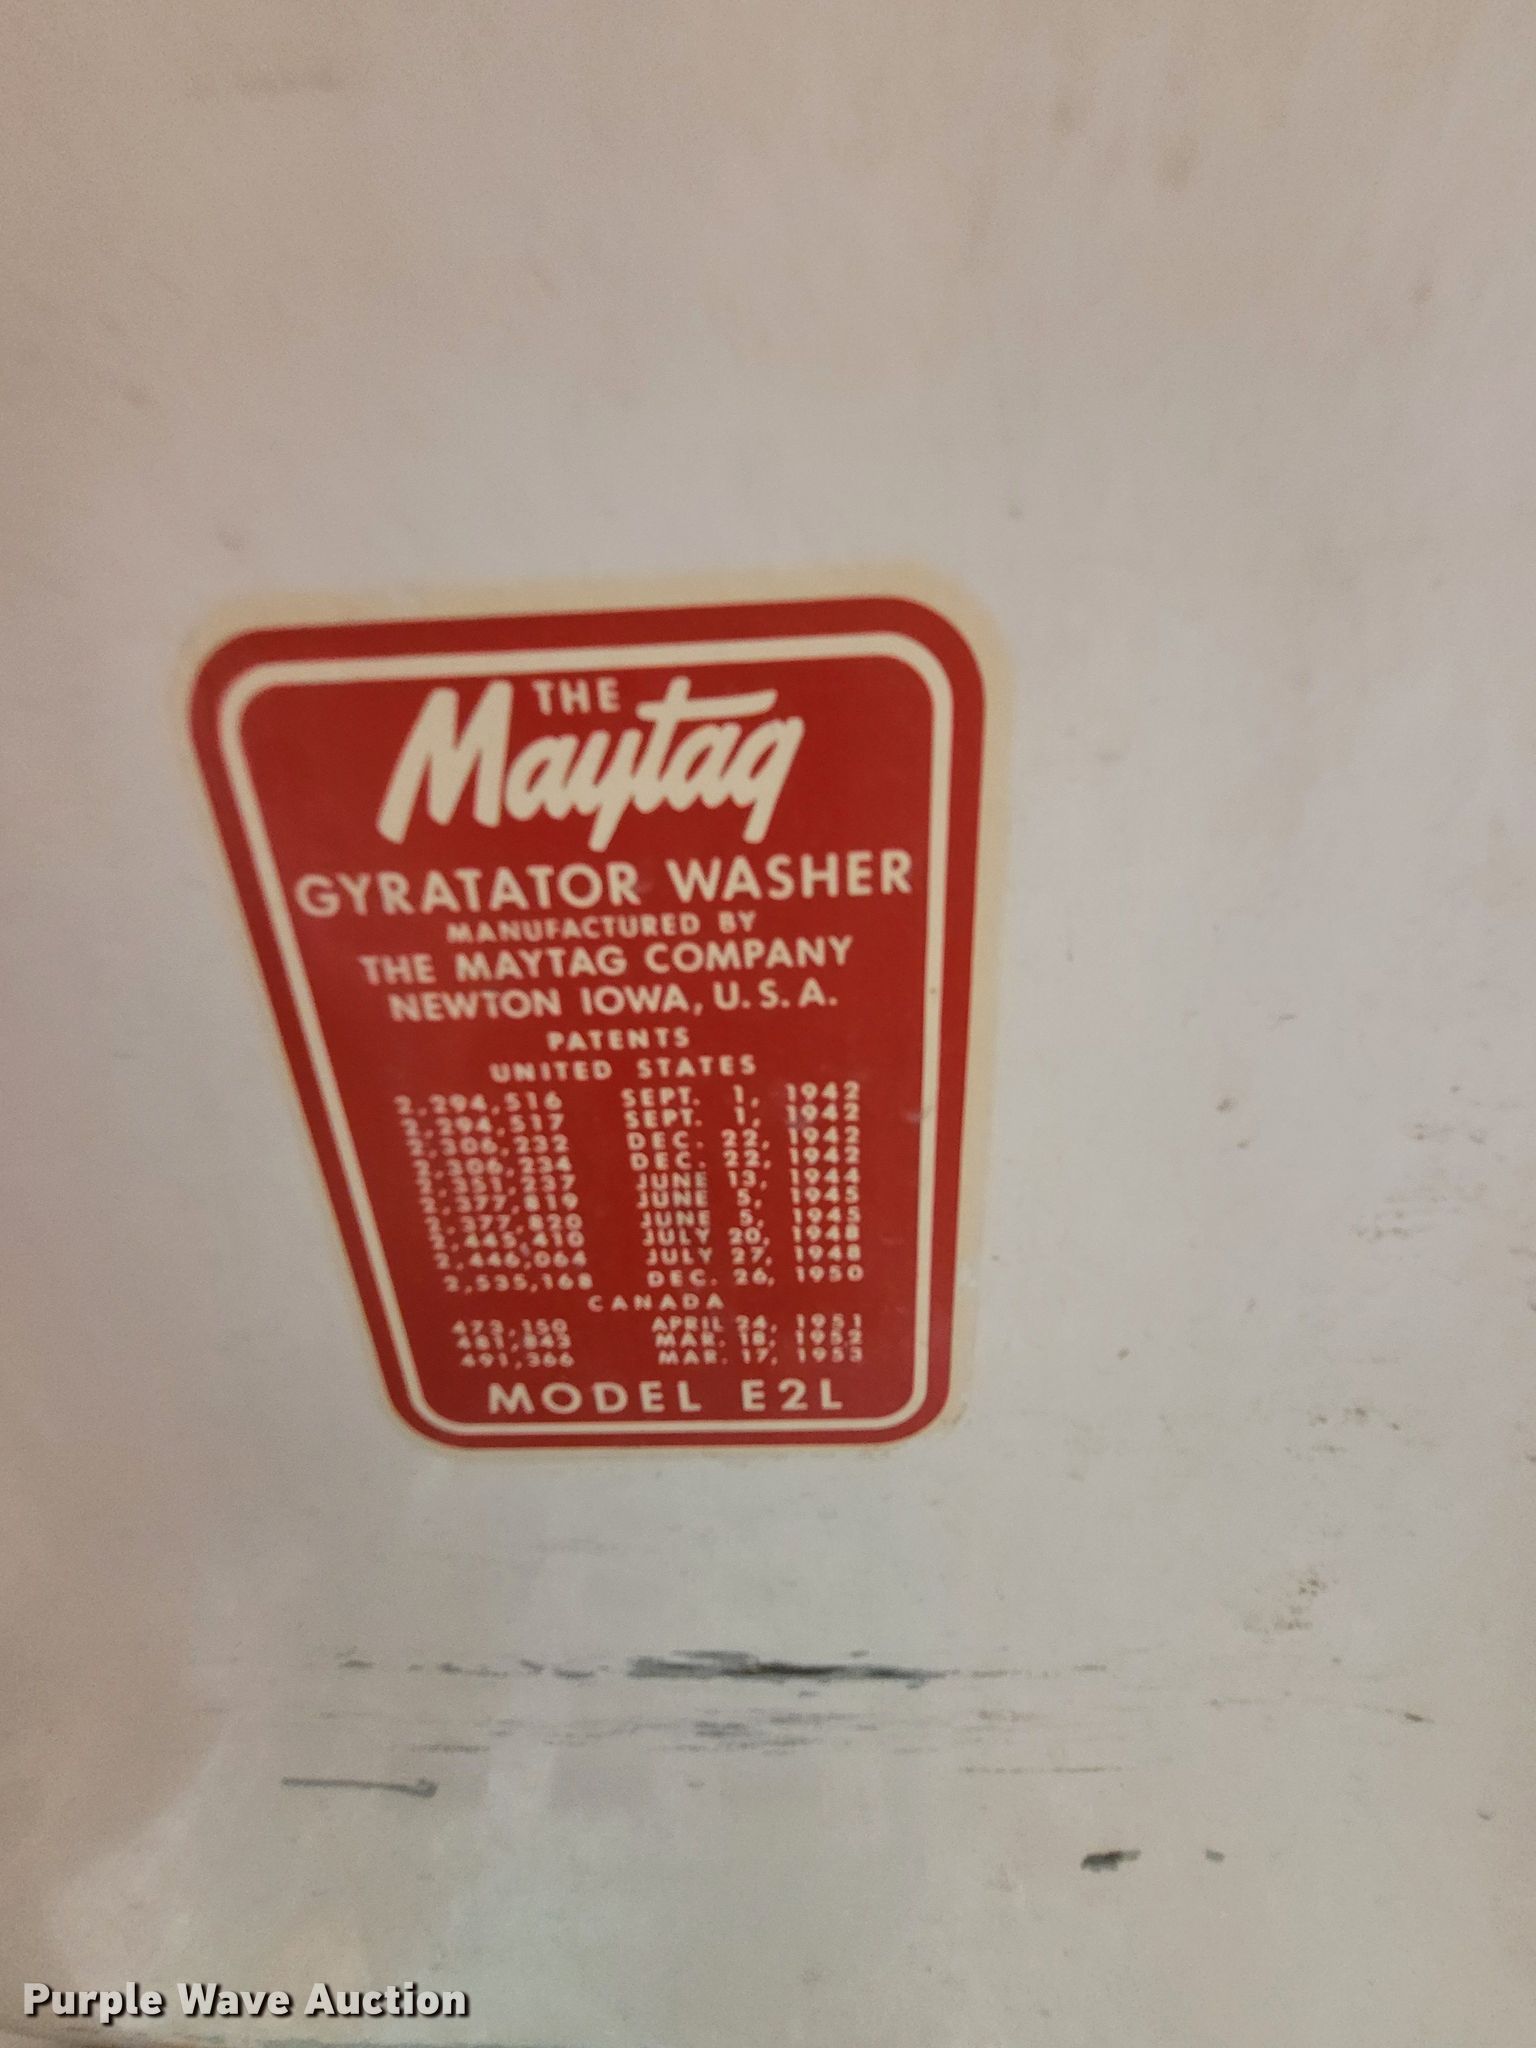 THE
Maytag
GYRATATOR WASHER
MANUFACTURED BY
THE MAYTAG COMPANY
NEWTON IOWA, U.S.A.
PATENTS
UNITED STATES
2,294,516 SEPT. 1, 1942
2,294,517 SEPT. 1, 1942
2,306,232 DEC. 22, 1942
2,306,234 DEC. 22, 1942
2,351,237 JUNE 13, 1944
2,377,819 JUNE 5, 1945
2,377,820 JUNE 5, 1945
2,445,410 JULY 20, 1948
2,446,064 JULY 27, 1948
2,535,168 DEC. 26, 1950
CANADA
473,150 APRIL 24, 1951
481,843 MAR. 18, 1952
491,366 MAR. 17, 1953
MODEL E2L
Purple Wave Auction